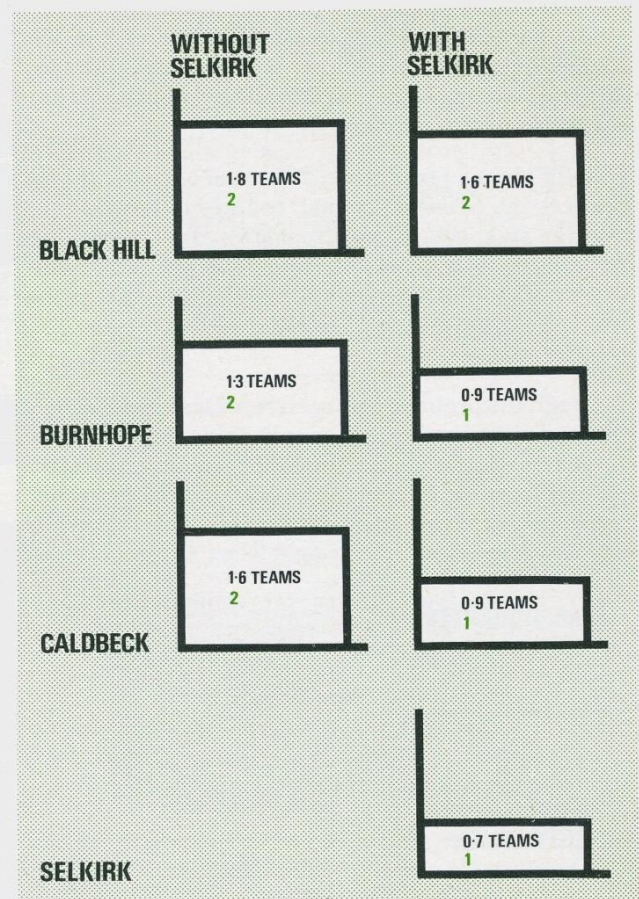 WITHOUT
SELKIRK
WITH
SELKIRK
1·8 TEAMS
2
1·6 TEAMS
2
BLACK HILL
1·3 TEAMS
2
0·9 TEAMS
1
BURNHOPE
1·6 TEAMS
2
0·9 TEAMS
1
CALDBECK
0·7 TEAMS
1
SELKIRK